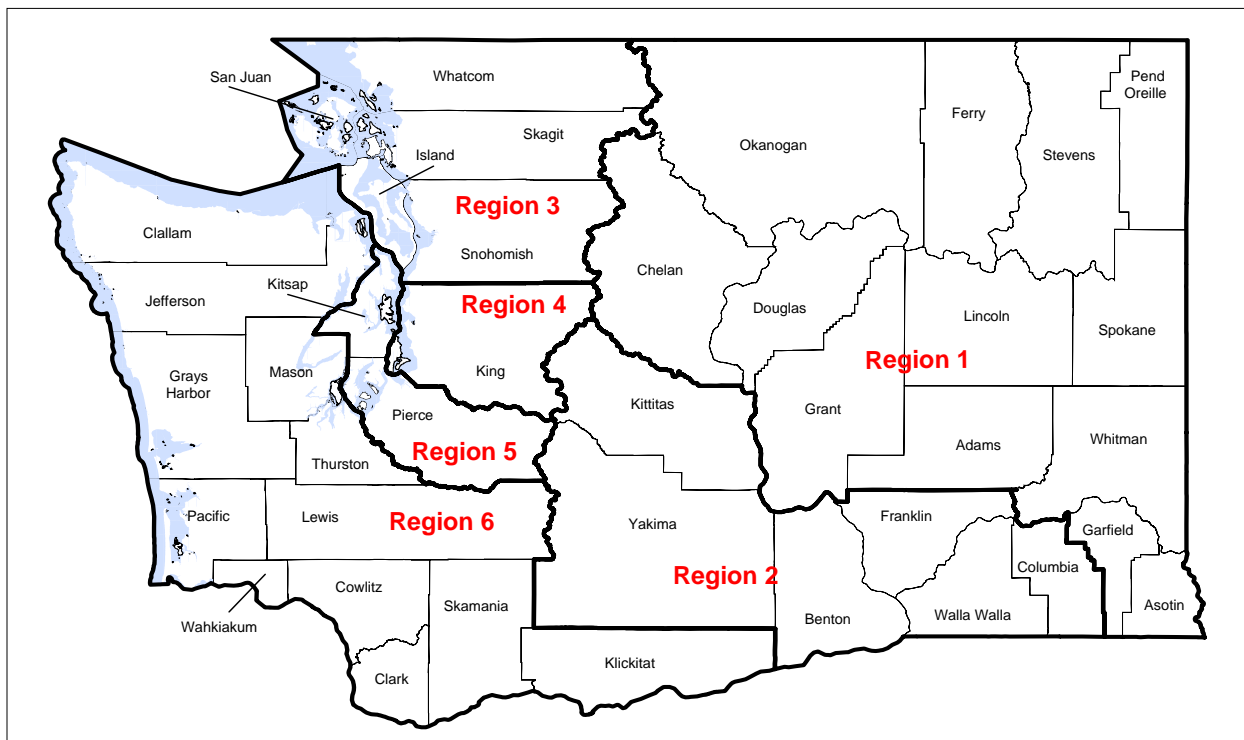 San Juan
Whatcom
Pend
Oreille
Skagit
Ferry
Okanogan
Island
Stevens
Region 3
Clallam
Snohomish
Chelan
Kitsap
Jefferson
Region 4
Douglas
Lincoln
Spokane
Region 1
King
Mason
Grays
Harbor
Kittitas
Grant
Pierce
Whitman
Adams
Region 5
Thurston
Pacific
Lewis
Region 6
Yakima
Franklin
Garfield
Columbia
Region 2
Cowlitz
Skamania
Asotin
Wahkiakum
Benton
Walla Walla
Klickitat
Clark